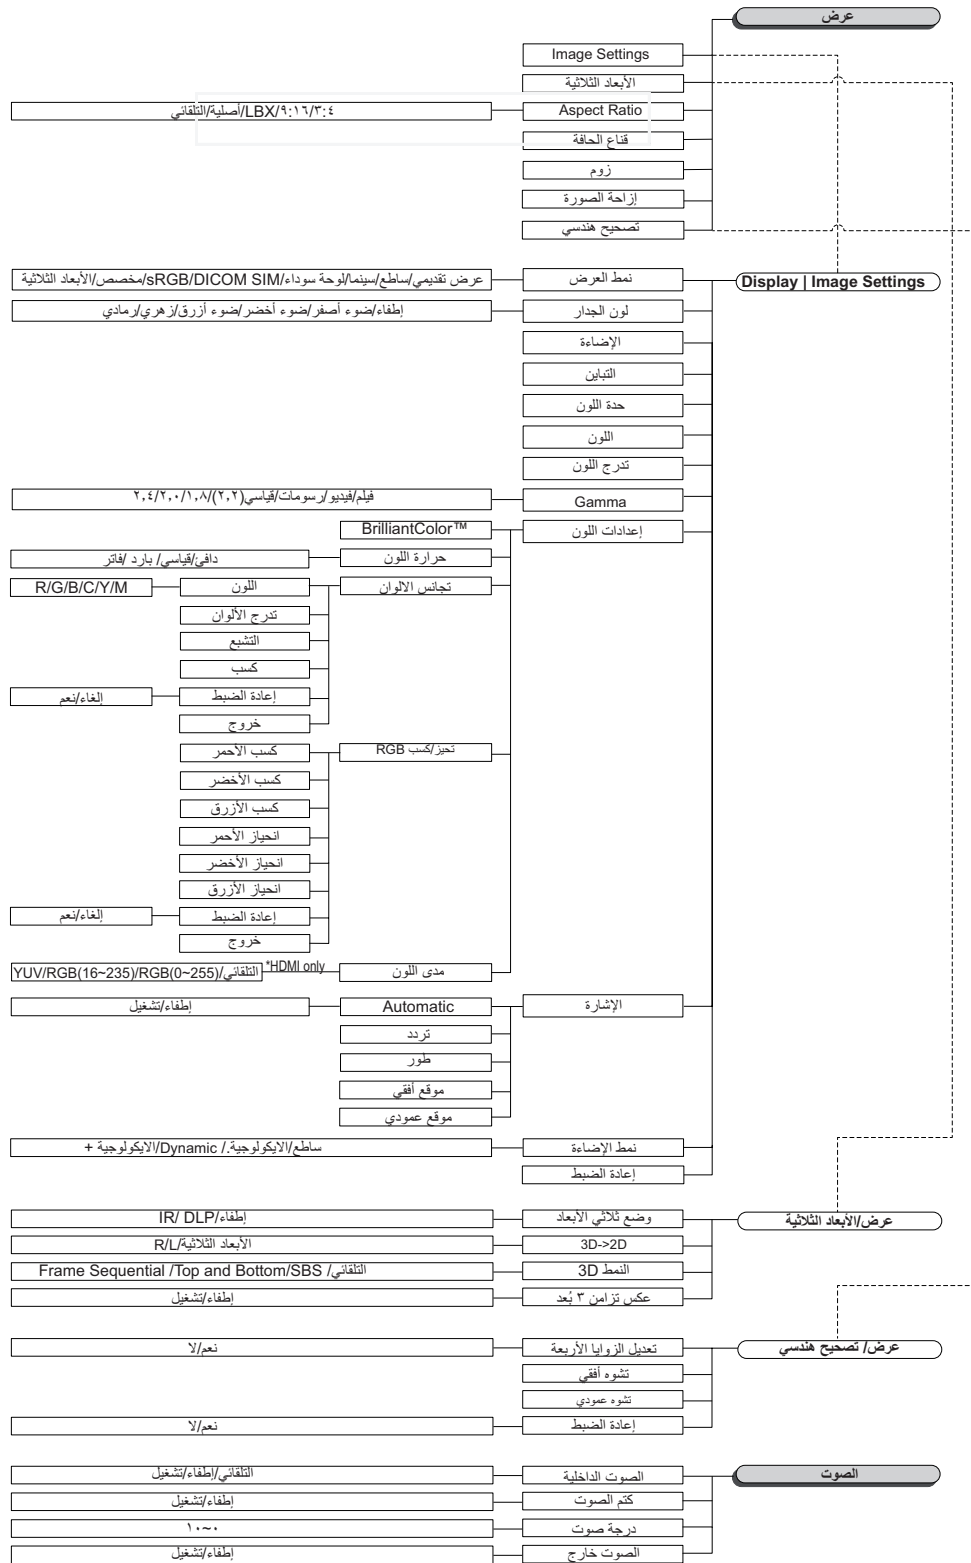 عرض
Image Settings
الأبعاد الثلاثية
Aspect Ratio
٤:٣/١٦:٩/LBX/أصلية/التلقائي
قناع الحافة
زوم
إزاحة الصورة
تصحيح هندسي
Display | Image Settings
نمط العرض
عرض تقديمي/ساطع/سينما/لوحة سوداء/sRGB/DICOM SIM/مخصص/الأبعاد الثلاثية
لون الجدار
إطفاء/ضوء أصفر/ضوء أخضر/ضوء أزرق/زهري/رمادي
الإضاءة
التباين
حدة اللون
اللون
تدرج اللون
Gamma
فيلم/فيديو/رسومات/قياسي(٢,٢)/١,٨/٢,٠/٢,٤
إعدادات اللون
BrilliantColor™
حرارة اللون
دافئ/قياسي/ بارد /فاتر
تجانس الالوان
اللون
R/G/B/C/Y/M
تدرج الألوان
التشبع
كسب
إعادة الضبط
إلغاء/نعم
خروج
تحيز/كسب RGB
كسب الأحمر
كسب الأخضر
كسب الأزرق
انحياز الأحمر
انحياز الأخضر
انحياز الأزرق
إعادة الضبط
إلغاء/نعم
خروج
مدى اللون
*HDMI only
التلقائي/YUV/RGB(16~235)/RGB(0~255)
الإشارة
Automatic
إطفاء/تشغيل
تردد
طور
موقع أفقي
موقع عمودي
نمط الإضاءة
ساطع/الايكولوجية./ Dynamic/الايكولوجية +
إعادة الضبط
عرض/الأبعاد الثلاثية
وضع ثلاثي الأبعاد
إطفاء/IR/ DLP
3D->2D
الأبعاد الثلاثية/R/L
النمط 3D
التلقائي/ Frame Sequential /Top and Bottom/SBS
عكس تزامن ٣ بُعد
إطفاء/تشغيل
عرض/ تصحيح هندسي
تعديل الزوايا الأربعة
نعم/لا
تشوه أفقي
تشوه عمودي
إعادة الضبط
نعم/لا
الصوت
الصوت الداخلية
التلقائي/إطفاء/تشغيل
كتم الصوت
إطفاء/تشغيل
درجة صوت
٠~١٠
الصوت خارج
إطفاء/تشغيل